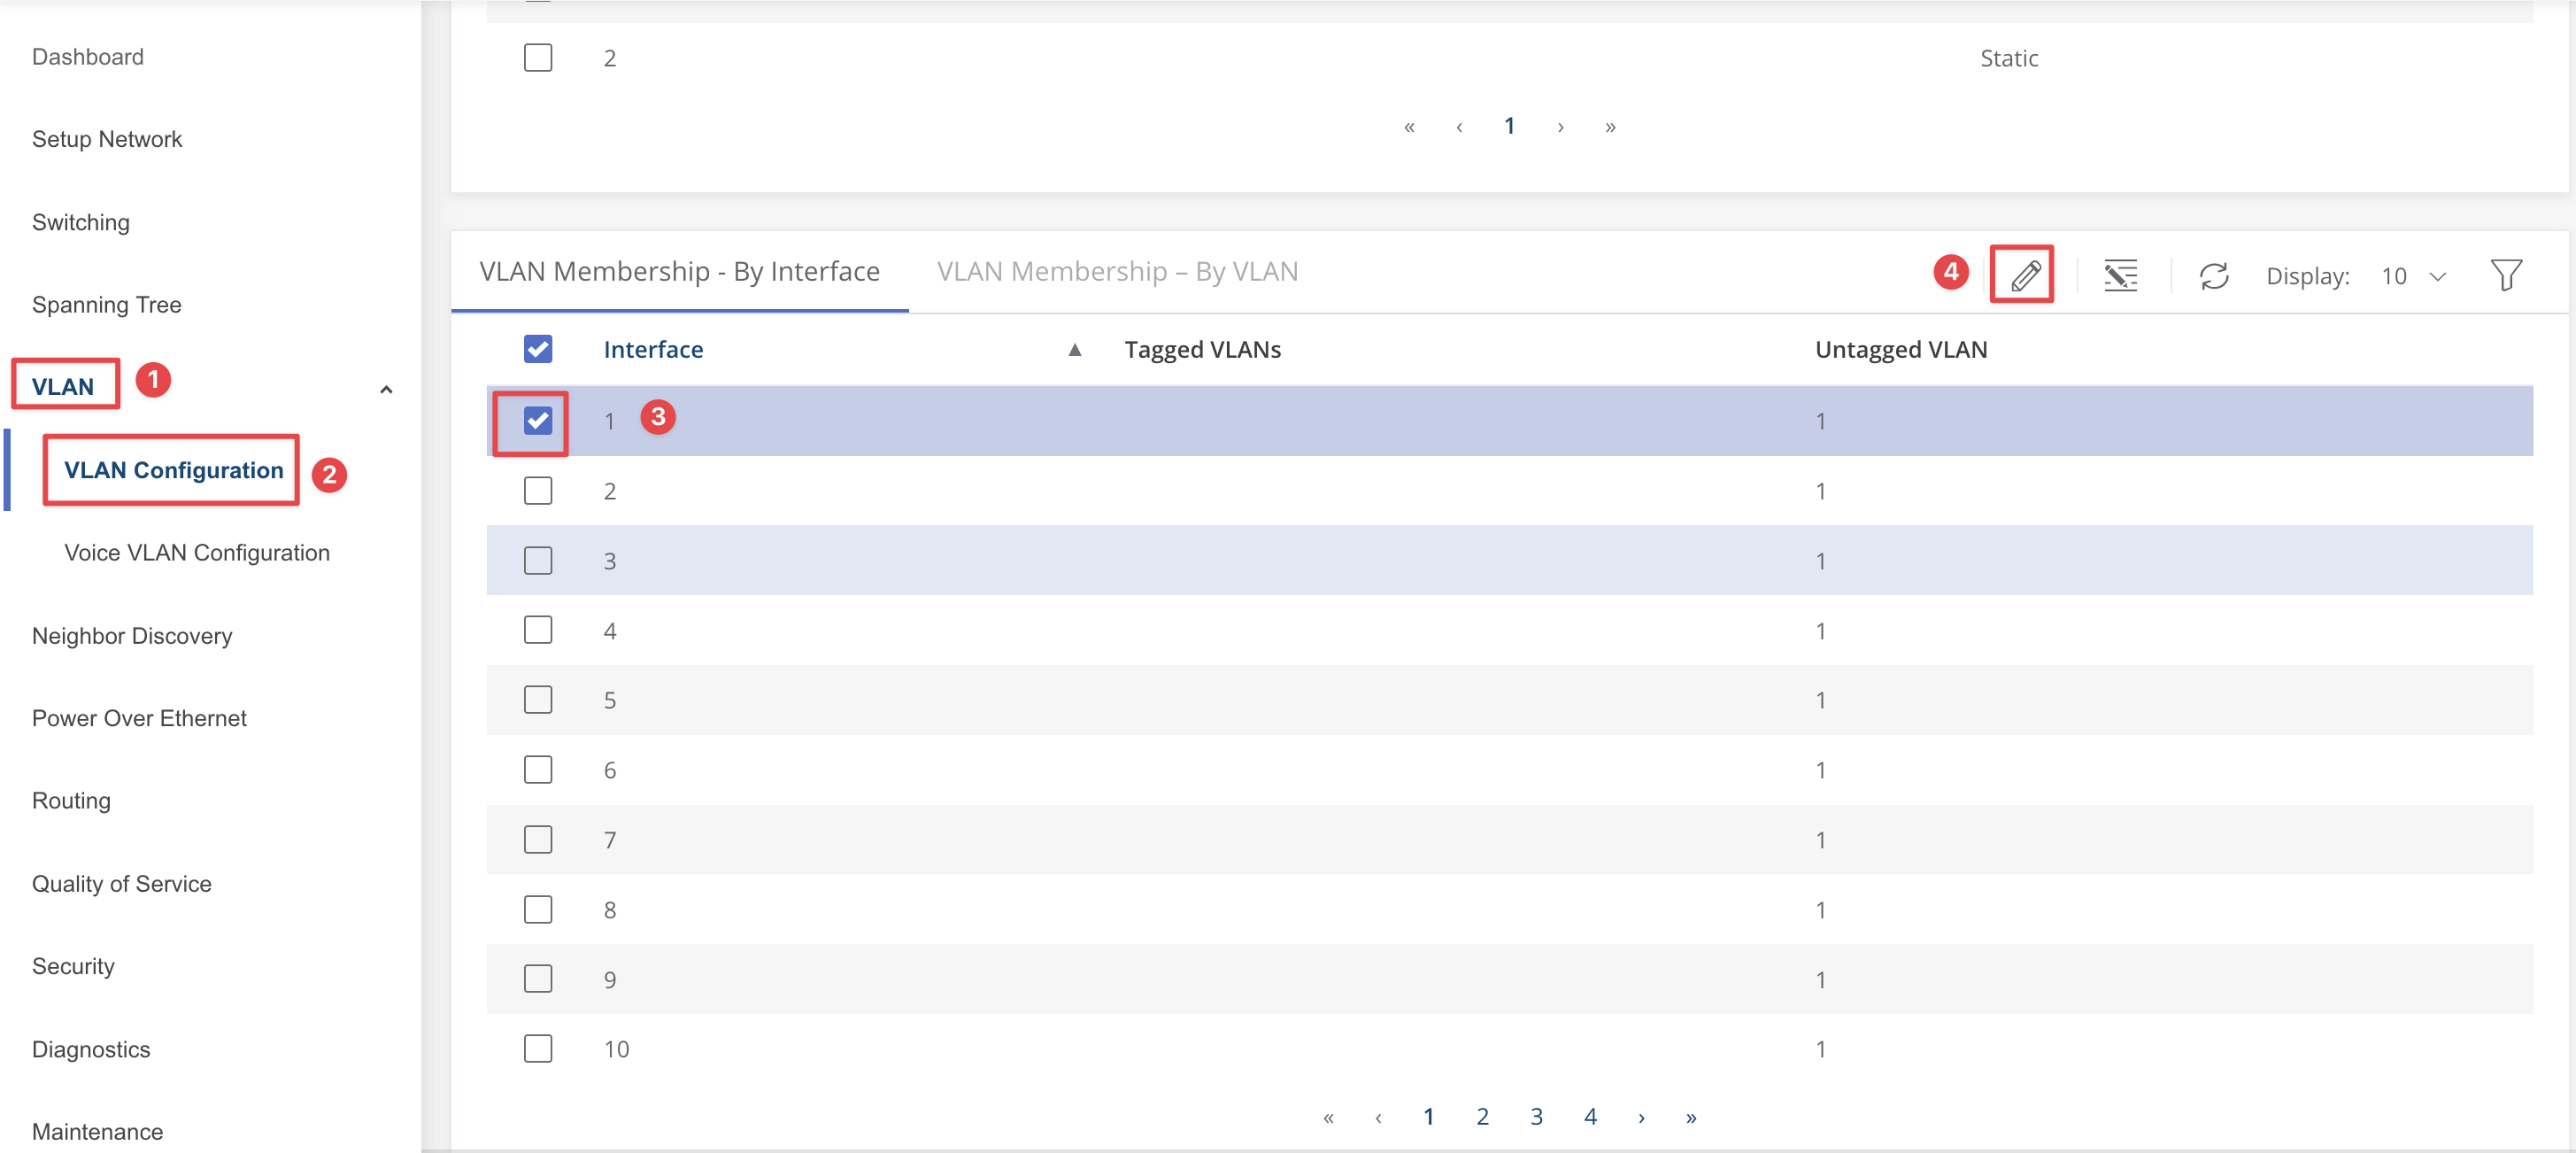 Dashboard
Setup Network
Switching
Spanning Tree
VLAN 1
VLAN Configuration 2
Voice VLAN Configuration
Neighbor Discovery
Power Over Ethernet
Routing
Quality of Service
Security
Diagnostics
Maintenance
2 Static
« ‹ 1 › »
VLAN Membership - By Interface VLAN Membership – By VLAN 4 Display: 10
Interface ▲ Tagged VLANs Untagged VLAN
1 3 1
2 1
3 1
4 1
5 1
6 1
7 1
8 1
9 1
10 1
« ‹ 1 2 3 4 › »